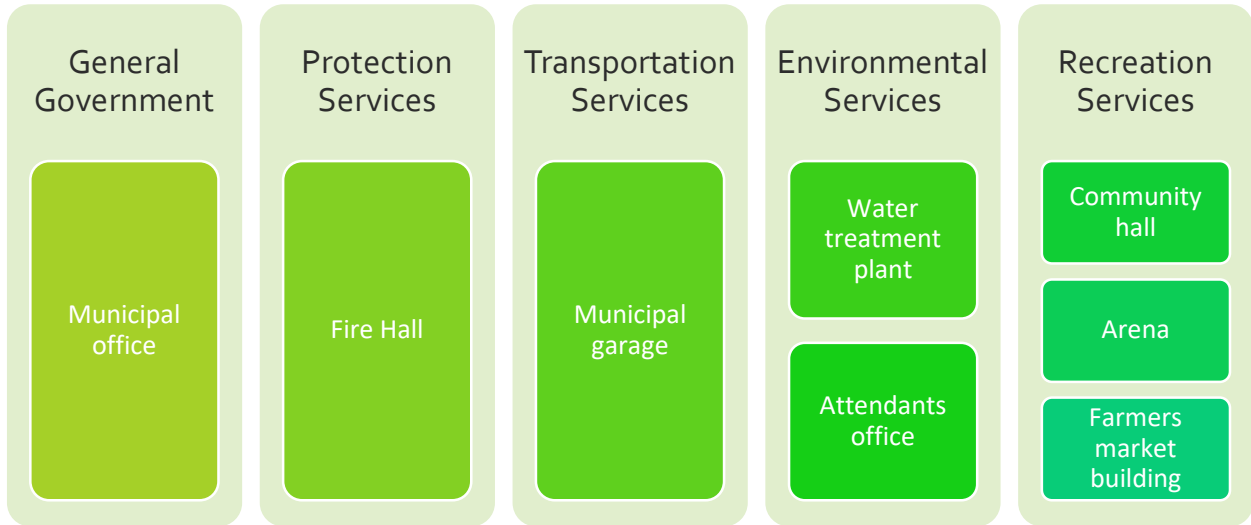 General
Government
Municipal
office
Protection
Services
Fire Hall
Transportation
Services
Municipal
garage
Environmental
Services
Water
treatment
plant
Attendants
office
Recreation
Services
Community
hall
Arena
Farmers
market
building